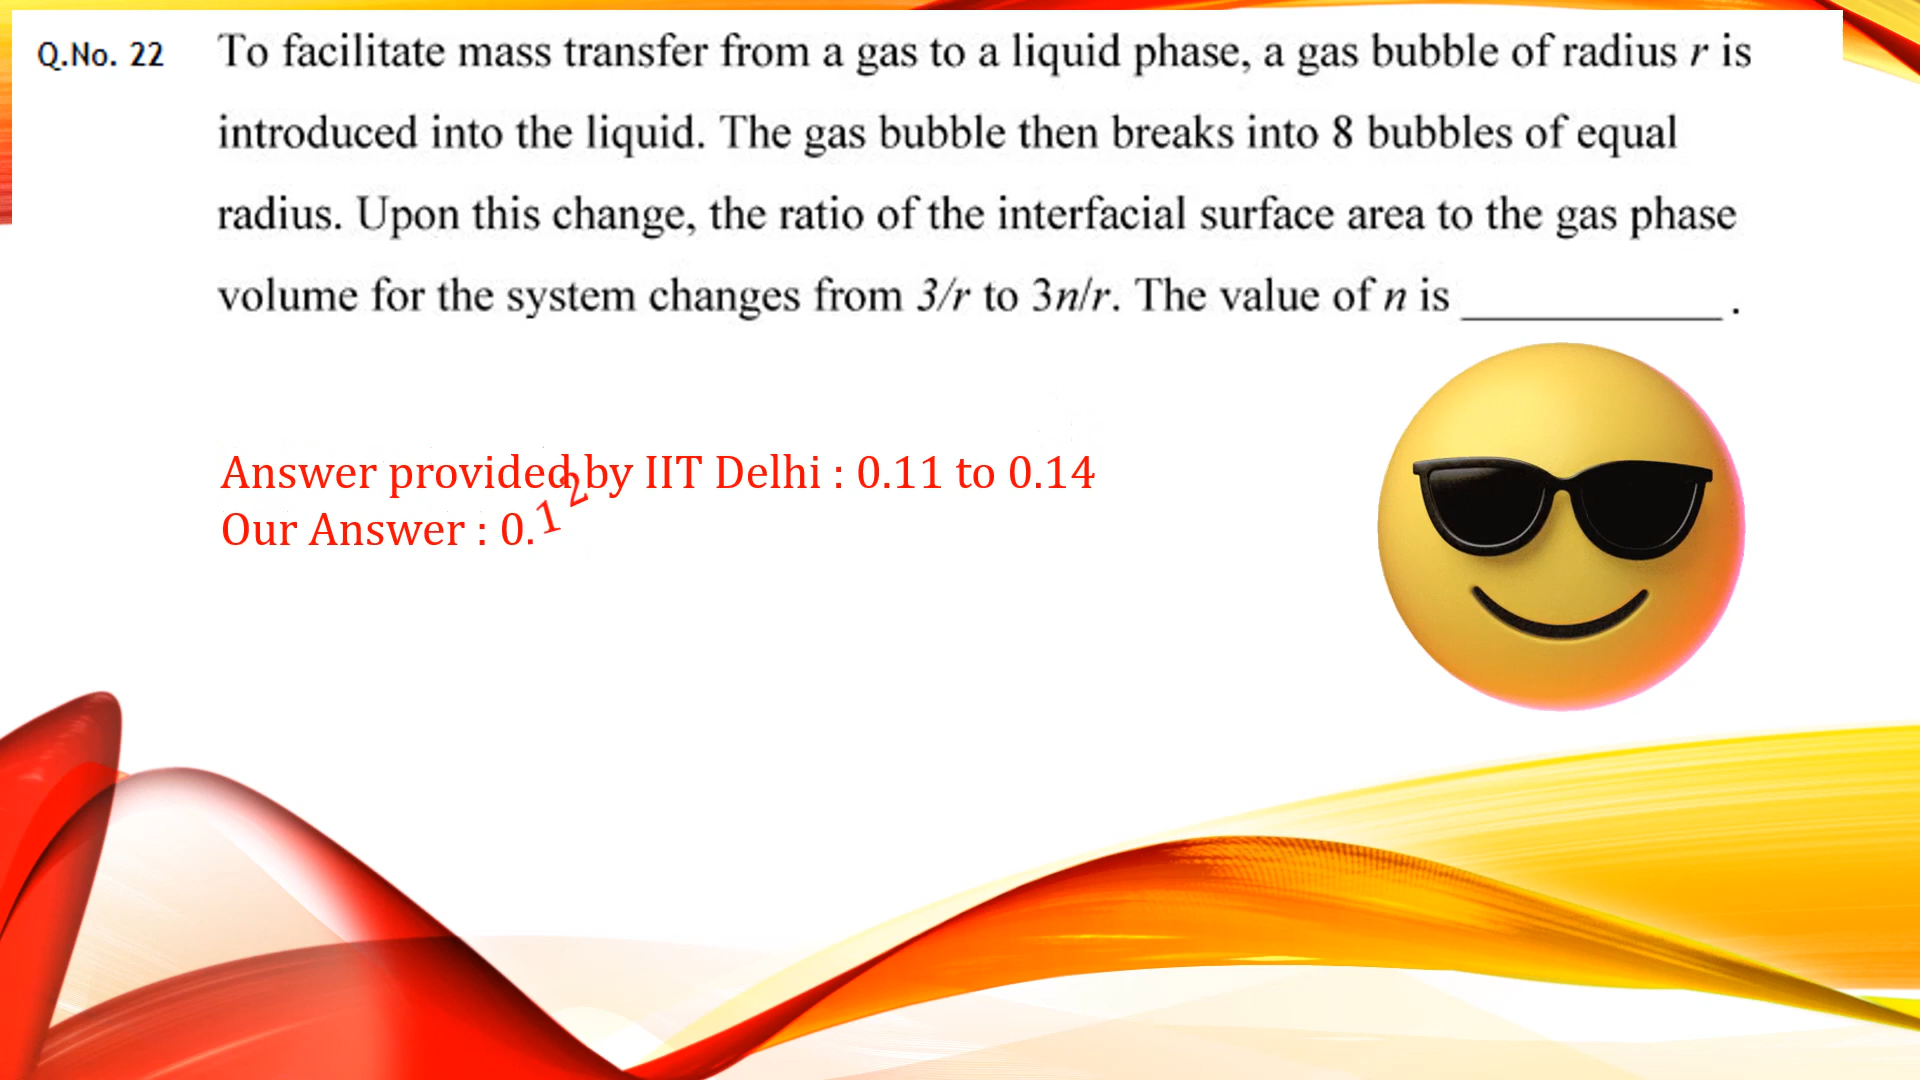 Q.No. 22 To facilitate mass transfer from a gas to a liquid phase, a gas bubble of radius r is
introduced into the liquid. The gas bubble then breaks into 8 bubbles of equal
radius. Upon this change, the ratio of the interfacial surface area to the gas phase
volume for the system changes from 3/r to 3n/r. The value of n is ____________ .
Answer provided by IIT Delhi : 0.11 to 0.14
Our Answer : 0.12